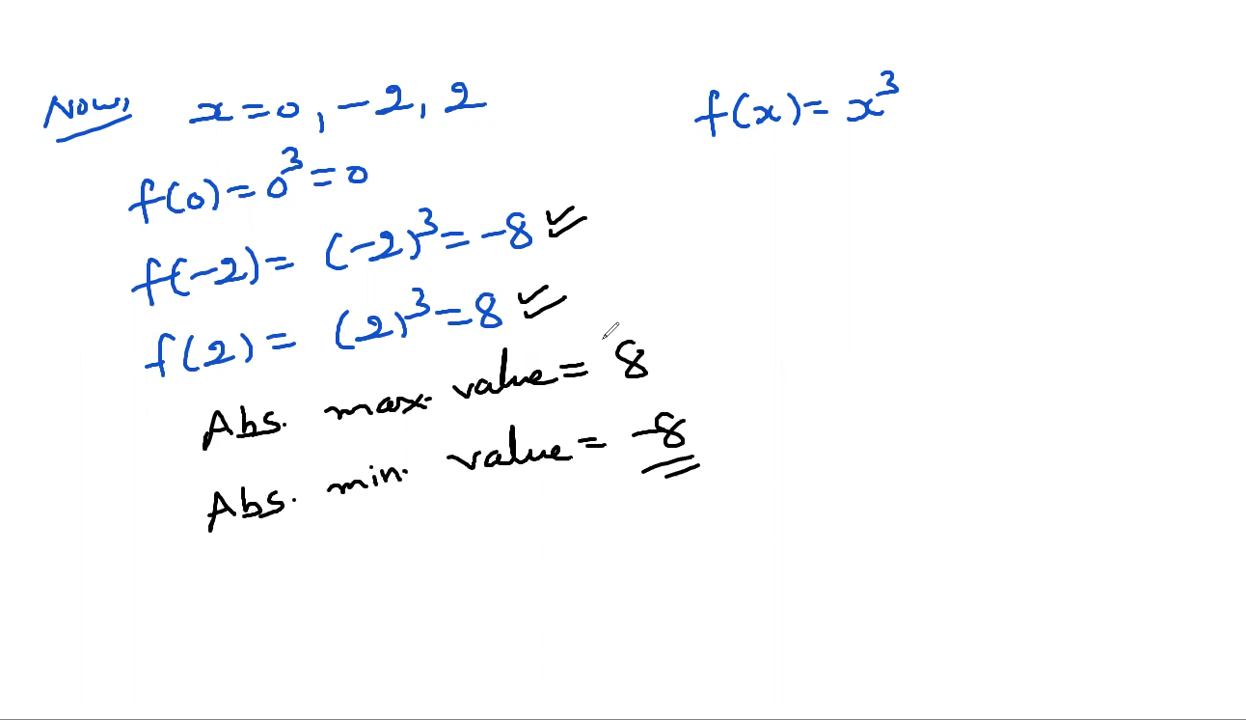 Now, x = 0, -2, 2 f(x) = x³
f(0) = 0³ = 0
f(-2) = (-2)³ = -8
f(2) = (2)³ = 8
Abs. max. value = 8
Abs. min. value = -8